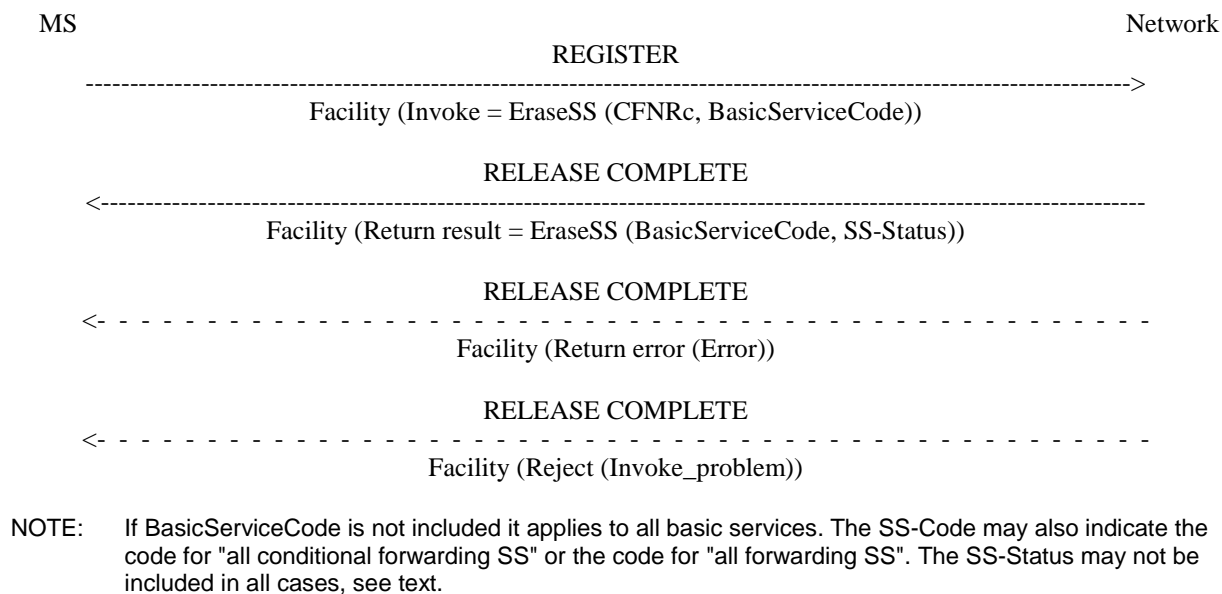 MS Network
REGISTER
------------------------------------------------------------------------------------------------------------------------>
Facility (Invoke = EraseSS (CFNRc, BasicServiceCode))
RELEASE COMPLETE
<------------------------------------------------------------------------------------------------------------------------
Facility (Return result = EraseSS (BasicServiceCode, SS-Status))
RELEASE COMPLETE
<- - - - - - - - - - - - - - - - - - - - - - - - - - - - - - - - - - - - - - - - - - - - - - - -
Facility (Return error (Error))
RELEASE COMPLETE
<- - - - - - - - - - - - - - - - - - - - - - - - - - - - - - - - - - - - - - - - - - - - - - - -
Facility (Reject (Invoke_problem))
NOTE: If BasicServiceCode is not included it applies to all basic services. The SS-Code may also indicate the
code for "all conditional forwarding SS" or the code for "all forwarding SS". The SS-Status may not be
included in all cases, see text.